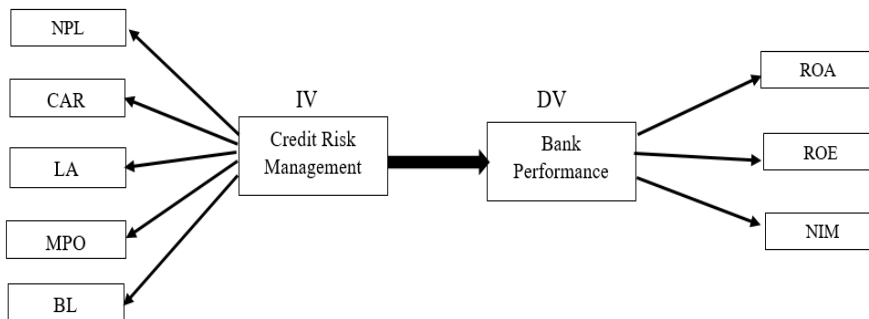 NPL
CAR
LA
MPO
BL
IV
Credit Risk
Management
DV
Bank
Performance
ROA
ROE
NIM